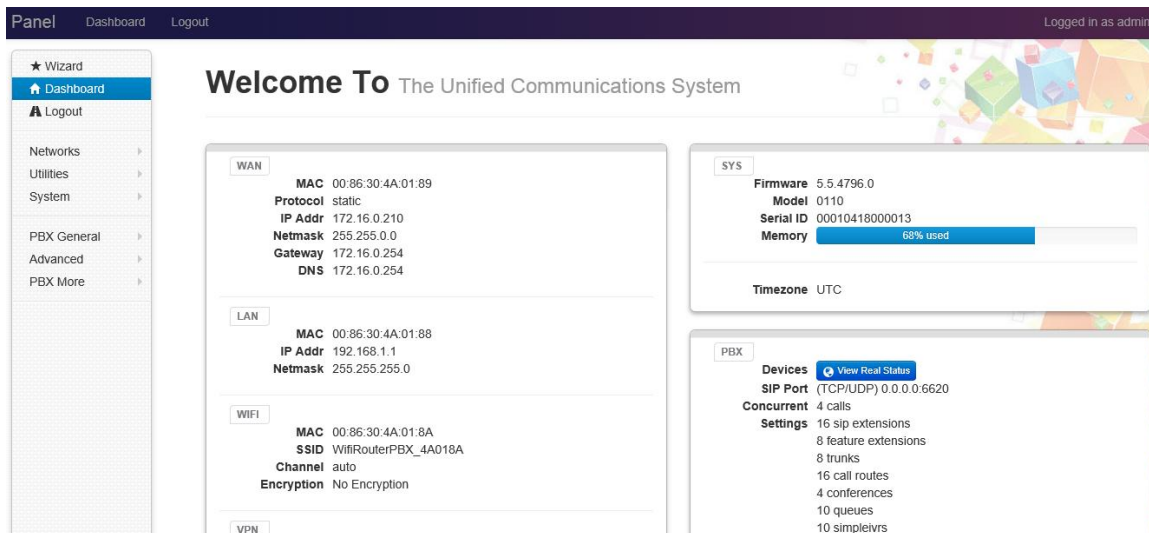 Panel Dashboard Logout Logged in as admin
Wizard
Dashboard
Logout
Networks
Utilities
System
PBX General
Advanced
PBX More
Welcome To The Unified Communications System
WAN
MAC 00:86:30:4A:01:89
Protocol static
IP Addr 172.16.0.210
Netmask 255.255.0.0
Gateway 172.16.0.254
DNS 172.16.0.254
LAN
MAC 00:86:30:4A:01:88
IP Addr 192.168.1.1
Netmask 255.255.255.0
WIFI
MAC 00:86:30:4A:01:8A
SSID WifiRouterPBX_4A018A
Channel auto
Encryption No Encryption
VPN
SYS
Firmware 5.5.4796.0
Model 0110
Serial ID 00010418000013
Memory 68% used
Timezone UTC
PBX
Devices View Real Status
SIP Port (TCP/UDP) 0.0.0.0:6620
Concurrent 4 calls
Settings 16 sip extensions
8 feature extensions
8 trunks
16 call routes
4 conferences
10 queues
10 simpleivrs